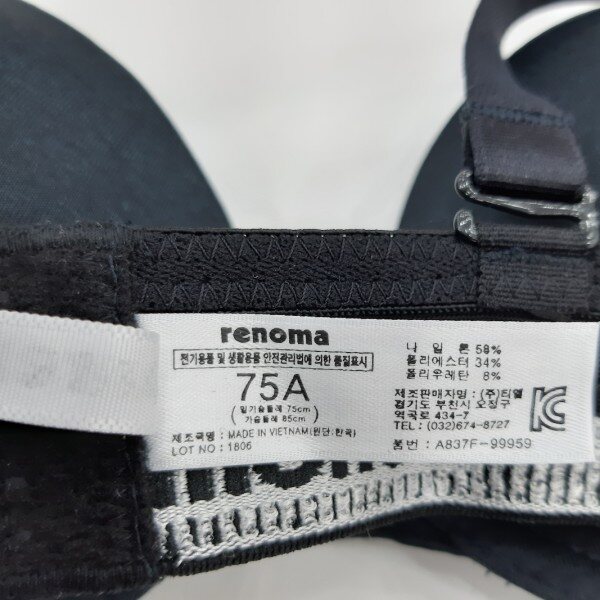 renoma
전기용품 및 생활용품 안전관리법에 의한 품질표시
75A
밑가슴둘레 75cm
가슴둘레 85cm
제조국명 : MADE IN VIETNAM(원단:한국)
LOT NO : 1806
나 일 론 58%
폴리에스터 34%
폴리우레탄 8%
제조판매자명 : (주)티엘
경기도 부천시 오정구
역곡로 434-7
TEL : (032)674-8727
품번 : A837F-99959